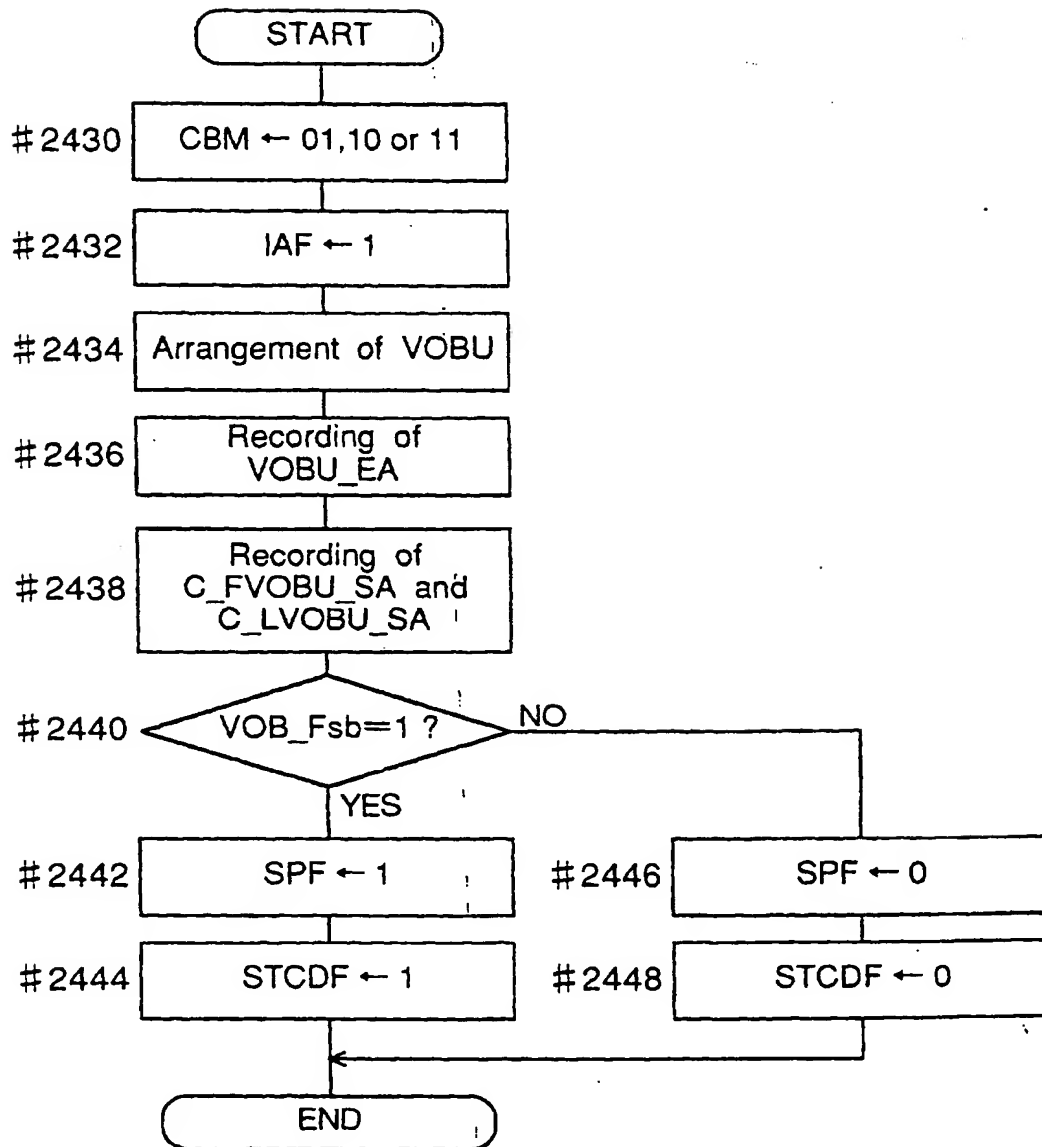 START
#2430
CBM ← 01,10 or 11
#2432
IAF ← 1
#2434
Arrangement of VOBU
#2436
Recording of
VOBU_EA
#2438
Recording of
C_FVOBU_SA and
C_LVOBU_SA
#2440
VOB_Fsb=1 ?
NO
YES
#2442
SPF ← 1
#2446
SPF ← 0
#2444
STCDF ← 1
#2448
STCDF ← 0
END